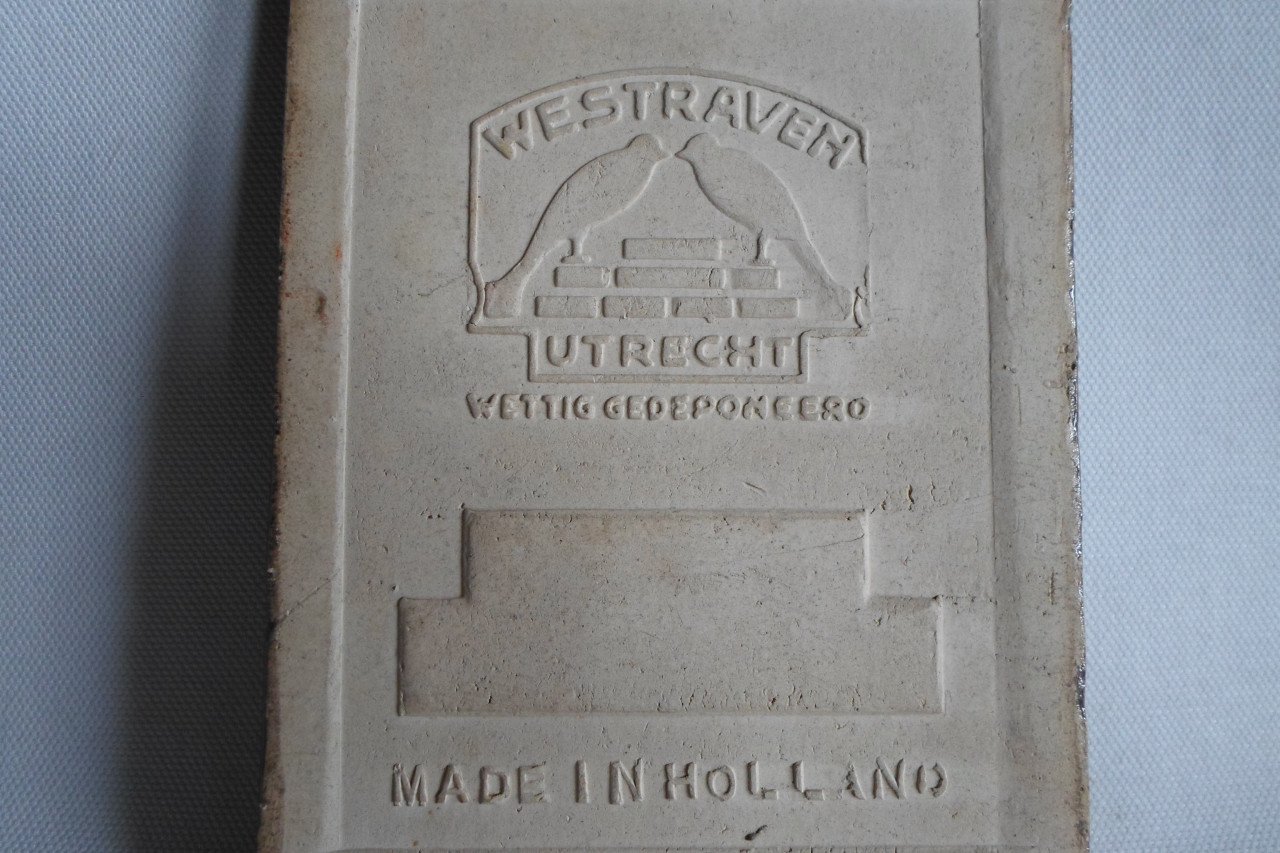 WESTRAVEN
UTRECHT
WETTIG GEDEPONEERD
MADE IN HOLLAND